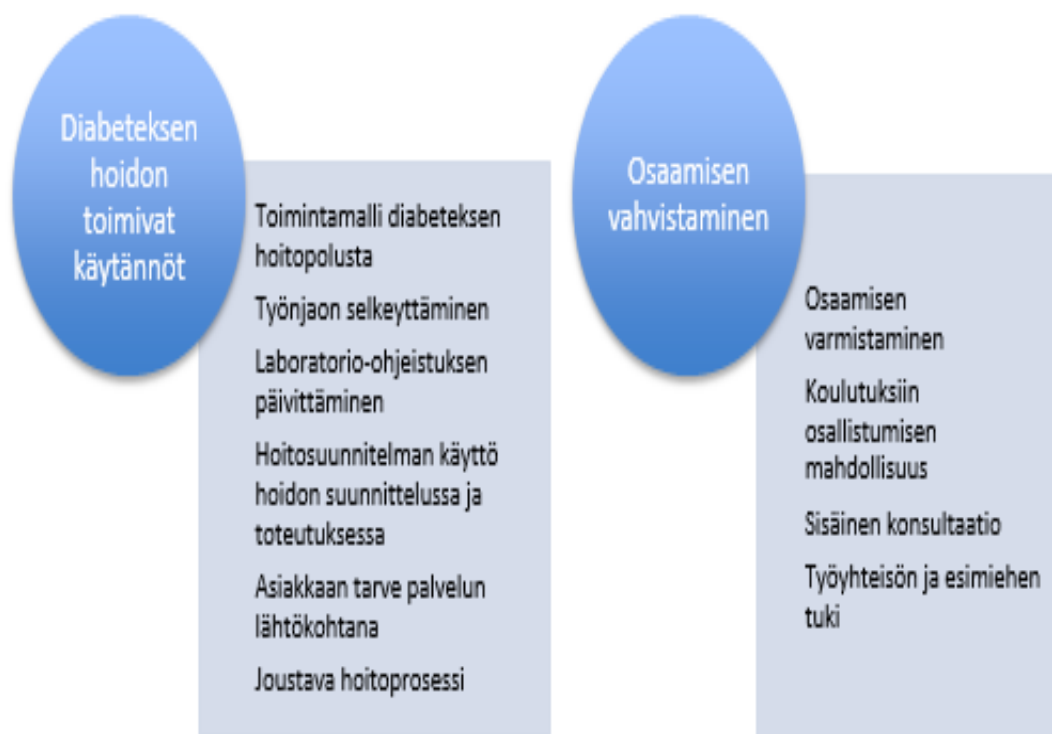 Diabeteksen
hoidon
toimivat
käytännöt
Toimintamalli diabeteksen
hoitopolusta
Työnjaon selkeyttäminen
Laboratorio-ohjeistuksen
päivittäminen
Hoitosuunnitelman käyttö
hoidon suunnittelussa ja
toteutuksessa
Asiakkaan tarve palvelun
lähtökohtana
Joustava hoitoprosessi
Osaamisen
vahvistaminen
Osaamisen
varmistaminen
Koulutuksiin
osallistumisen
mahdollisuus
Sisäinen konsultaatio
Työyhteisön ja esimiehen
tuki